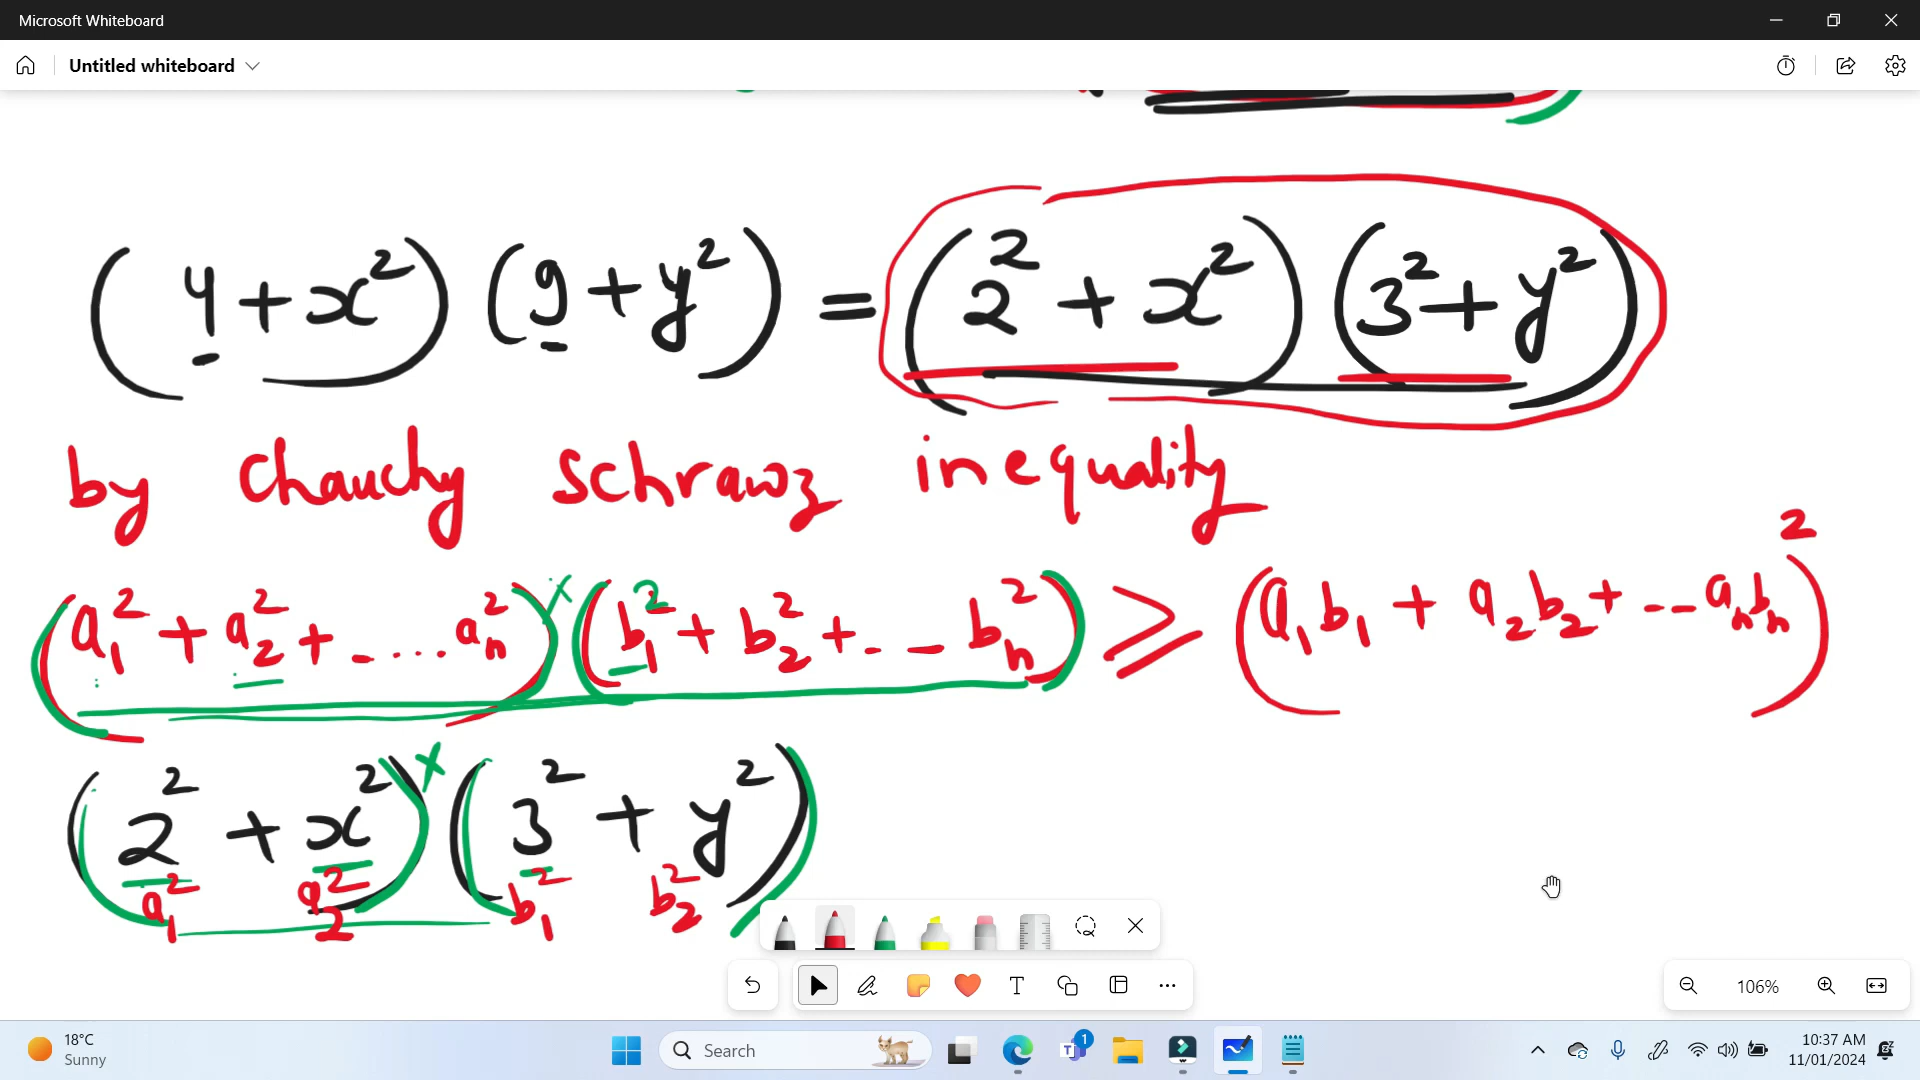 Microsoft Whiteboard
Untitled whiteboard
(4+x²)(9+y²) = (2²+x²)(3²+y²)
by Chauchy Schrawz inequality
(a₁²+a₂²+-....aₙ²)×(b₁²+b₂²+--bₙ²) ⩾ (a₁b₁+a₂b₂+--aₙbₙ)²
(2²+x²)×(3²+y²)
a₁² a₂² b₁² b₂²
106%
18°C
Sunny
Search
1
10:37 AM
11/01/2024